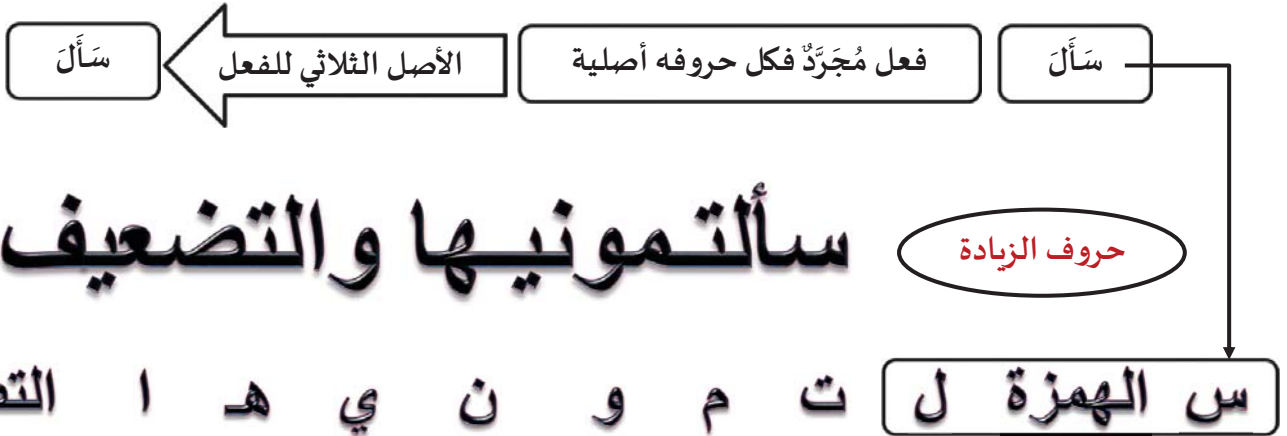 سَأَلَ فعل مُجَرَّدٌ فكل حروفه أصلية الأصل الثلاثي للفعل سَأَلَ
حروف الزيادة سألتمونيها والتضعيف
س الهمزة ل ت م و ن ي هـ ا